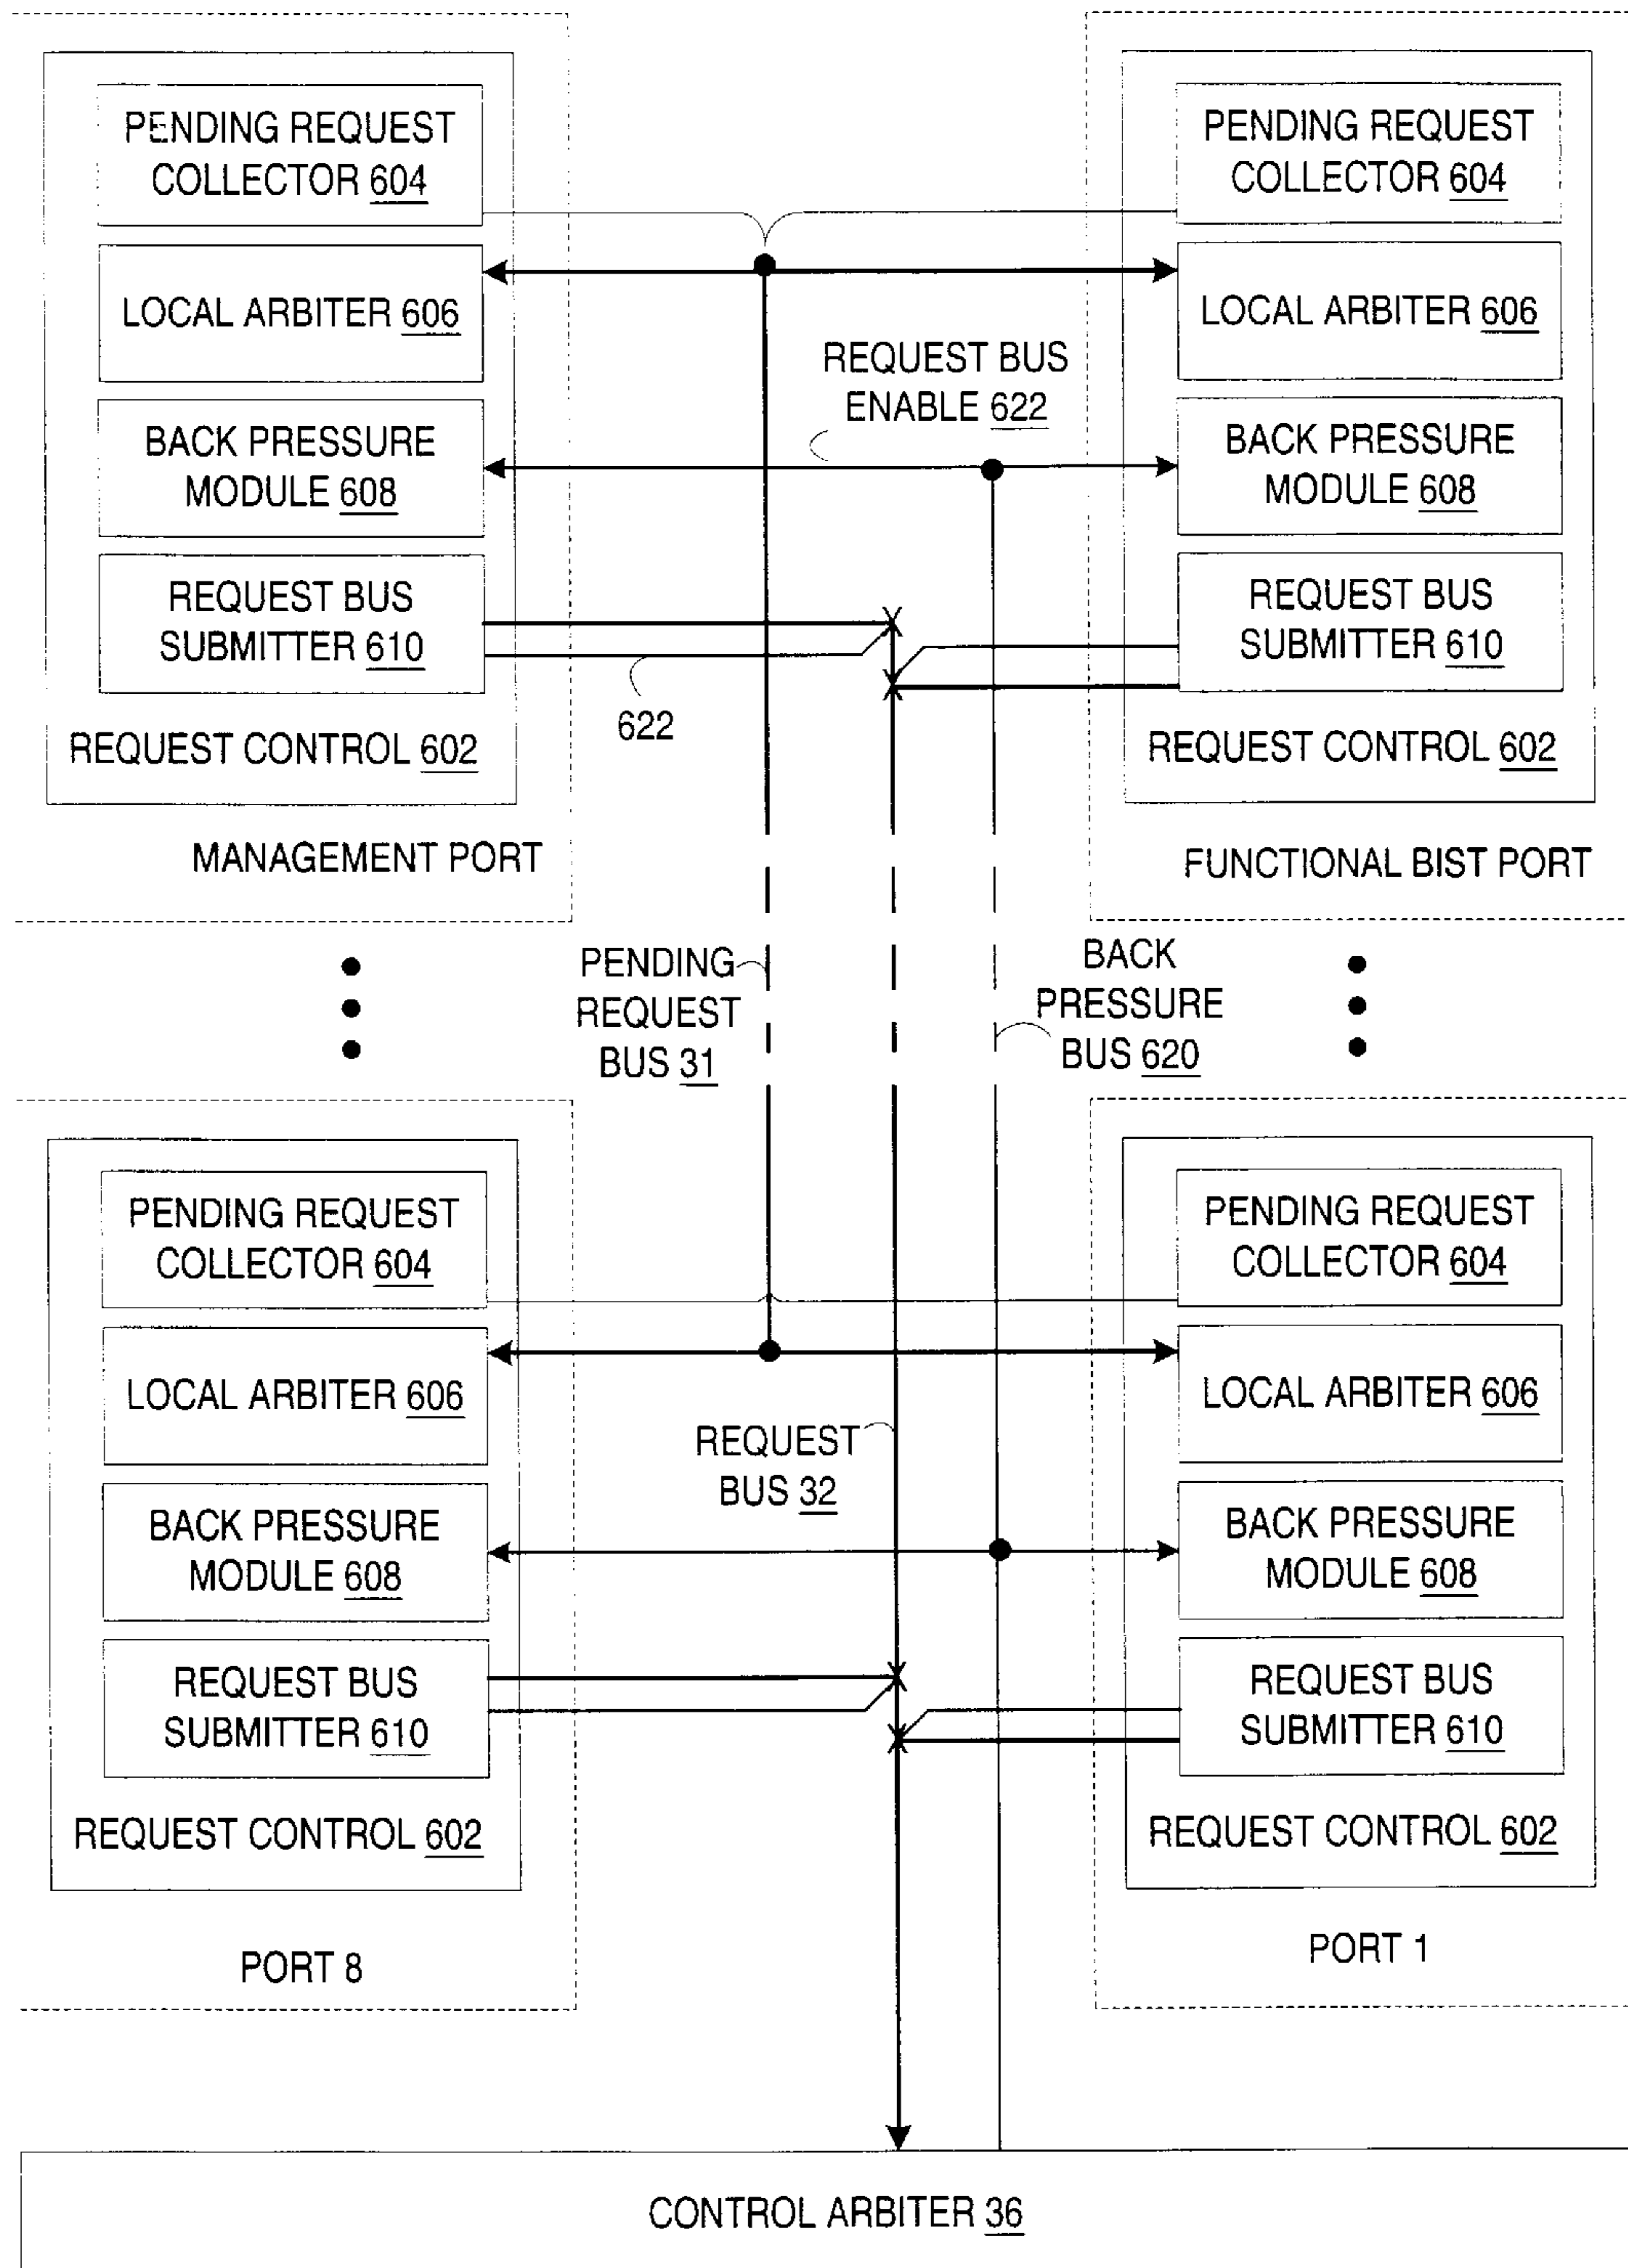 PENDING REQUEST
COLLECTOR 604
LOCAL ARBITER 606
BACK PRESSURE
MODULE 608
REQUEST BUS
SUBMITTER 610
REQUEST CONTROL 602
MANAGEMENT PORT
REQUEST BUS
ENABLE 622
622
PENDING REQUEST
COLLECTOR 604
LOCAL ARBITER 606
BACK PRESSURE
MODULE 608
REQUEST BUS
SUBMITTER 610
REQUEST CONTROL 602
FUNCTIONAL BIST PORT
PENDING
REQUEST
BUS 31
BACK
PRESSURE
BUS 620
PENDING REQUEST
COLLECTOR 604
LOCAL ARBITER 606
BACK PRESSURE
MODULE 608
REQUEST BUS
SUBMITTER 610
REQUEST CONTROL 602
PORT 8
REQUEST
BUS 32
PENDING REQUEST
COLLECTOR 604
LOCAL ARBITER 606
BACK PRESSURE
MODULE 608
REQUEST BUS
SUBMITTER 610
REQUEST CONTROL 602
PORT 1
CONTROL ARBITER 36